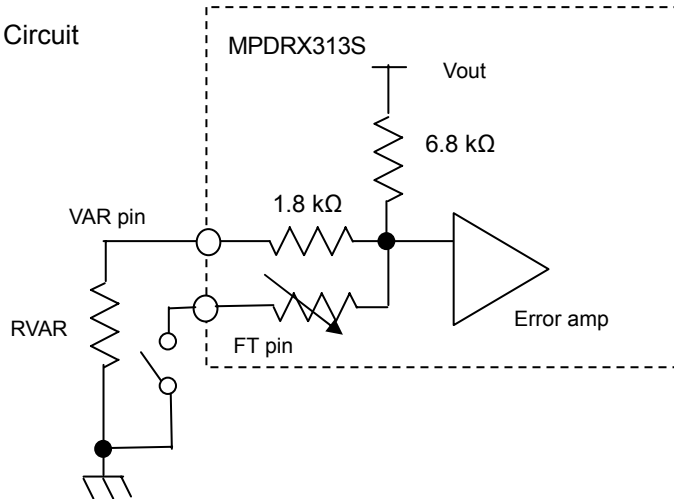 Circuit
MPDRX313S
Vout
6.8 kΩ
1.8 kΩ
VAR pin
RVAR
FT pin
Error amp